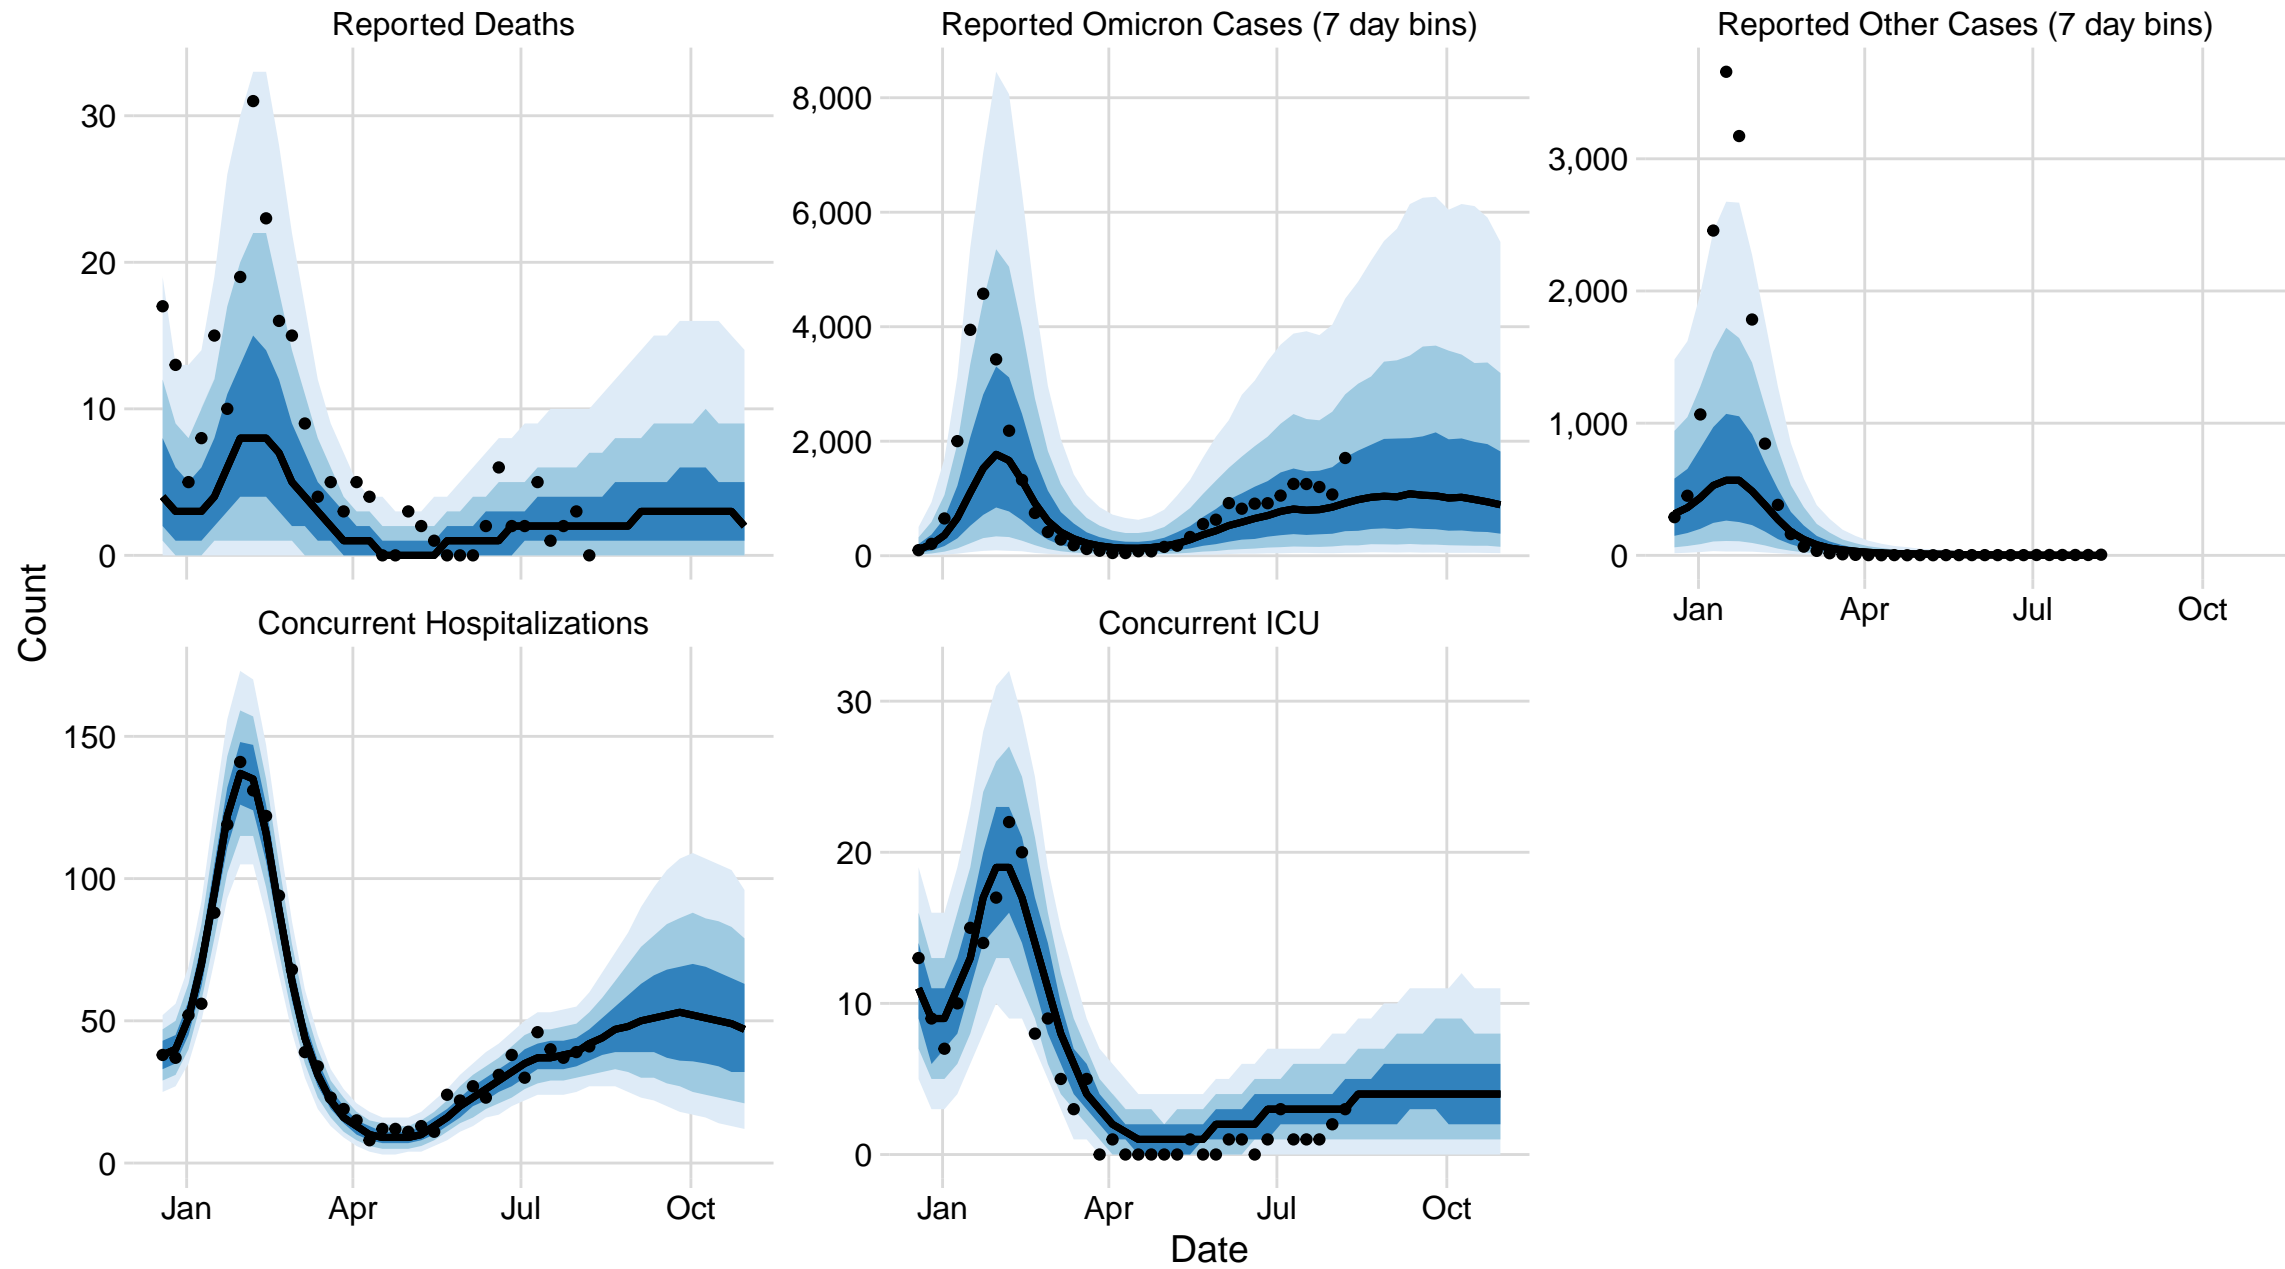 Reported Deaths
Reported Omicron Cases (7 day bins)
Reported Other Cases (7 day bins)
30
20
10
0
8,000
6,000
4,000
2,000
0
3,000
2,000
1,000
0
Jan Apr Jul Oct
Count
Concurrent Hospitalizations
Concurrent ICU
150
100
50
0
30
20
10
0
Jan Apr Jul Oct
Jan Apr Jul Oct
Date